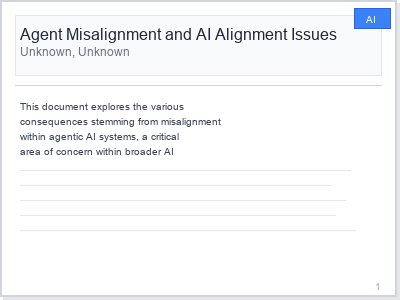 AI
Agent Misalignment and AI Alignment Issues
Unknown, Unknown
This document explores the various
consequences stemming from misalignment
within agentic AI systems, a critical
area of concern within broader AI
1